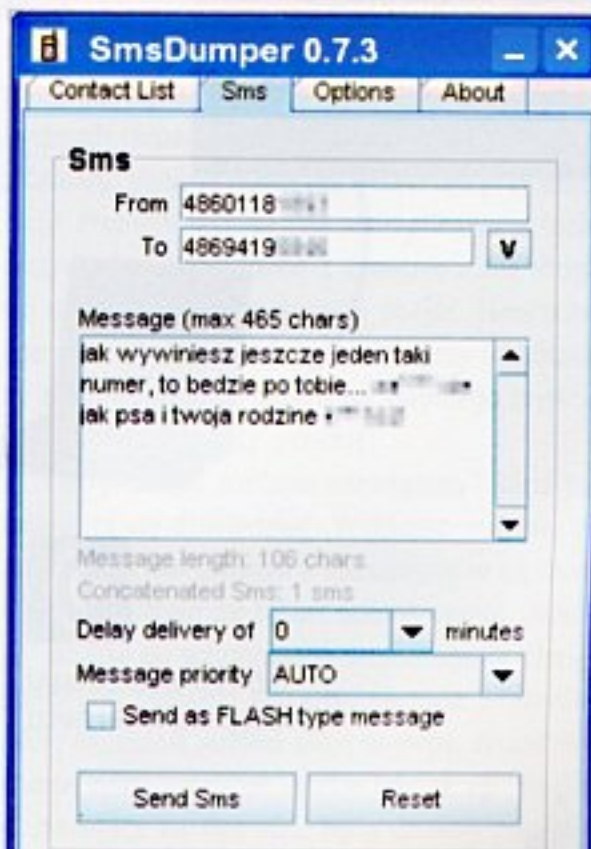 SmsDumper 0.7.3
Contact List Sms Options About
Sms
From 4860118
To 4869419 V
Message (max 465 chars)
jak wywiniesz jeszcze jeden taki
numer, to bedzie po tobie...
jak psa i twoja rodzine
Message length: 106 chars.
Concatenated Sms: 1 sms
Delay delivery of 0 minutes
Message priority AUTO
Send as FLASH type message
Send Sms Reset